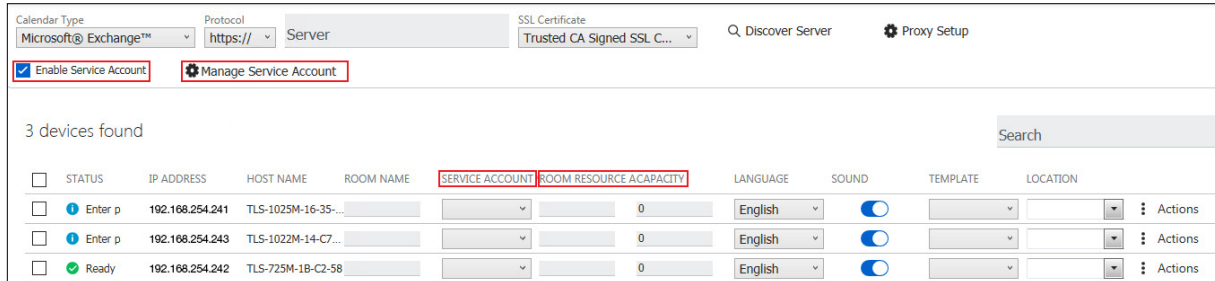 Calendar Type Protocol SSL Certificate
Microsoft® Exchange™ https:// Server Trusted CA Signed SSL C... Discover Server Proxy Setup
Enable Service Account Manage Service Account
3 devices found
Search
STATUS IP ADDRESS HOST NAME ROOM NAME SERVICE ACCOUNT ROOM RESOURCE ACAPACITY LANGUAGE SOUND TEMPLATE LOCATION
Enter p 192.168.254.241 TLS-1025M-16-35-... 0 English Actions
Enter p 192.168.254.243 TLS-1022M-14-C7... 0 English Actions
Ready 192.168.254.242 TLS-725M-1B-C2-58 0 English Actions